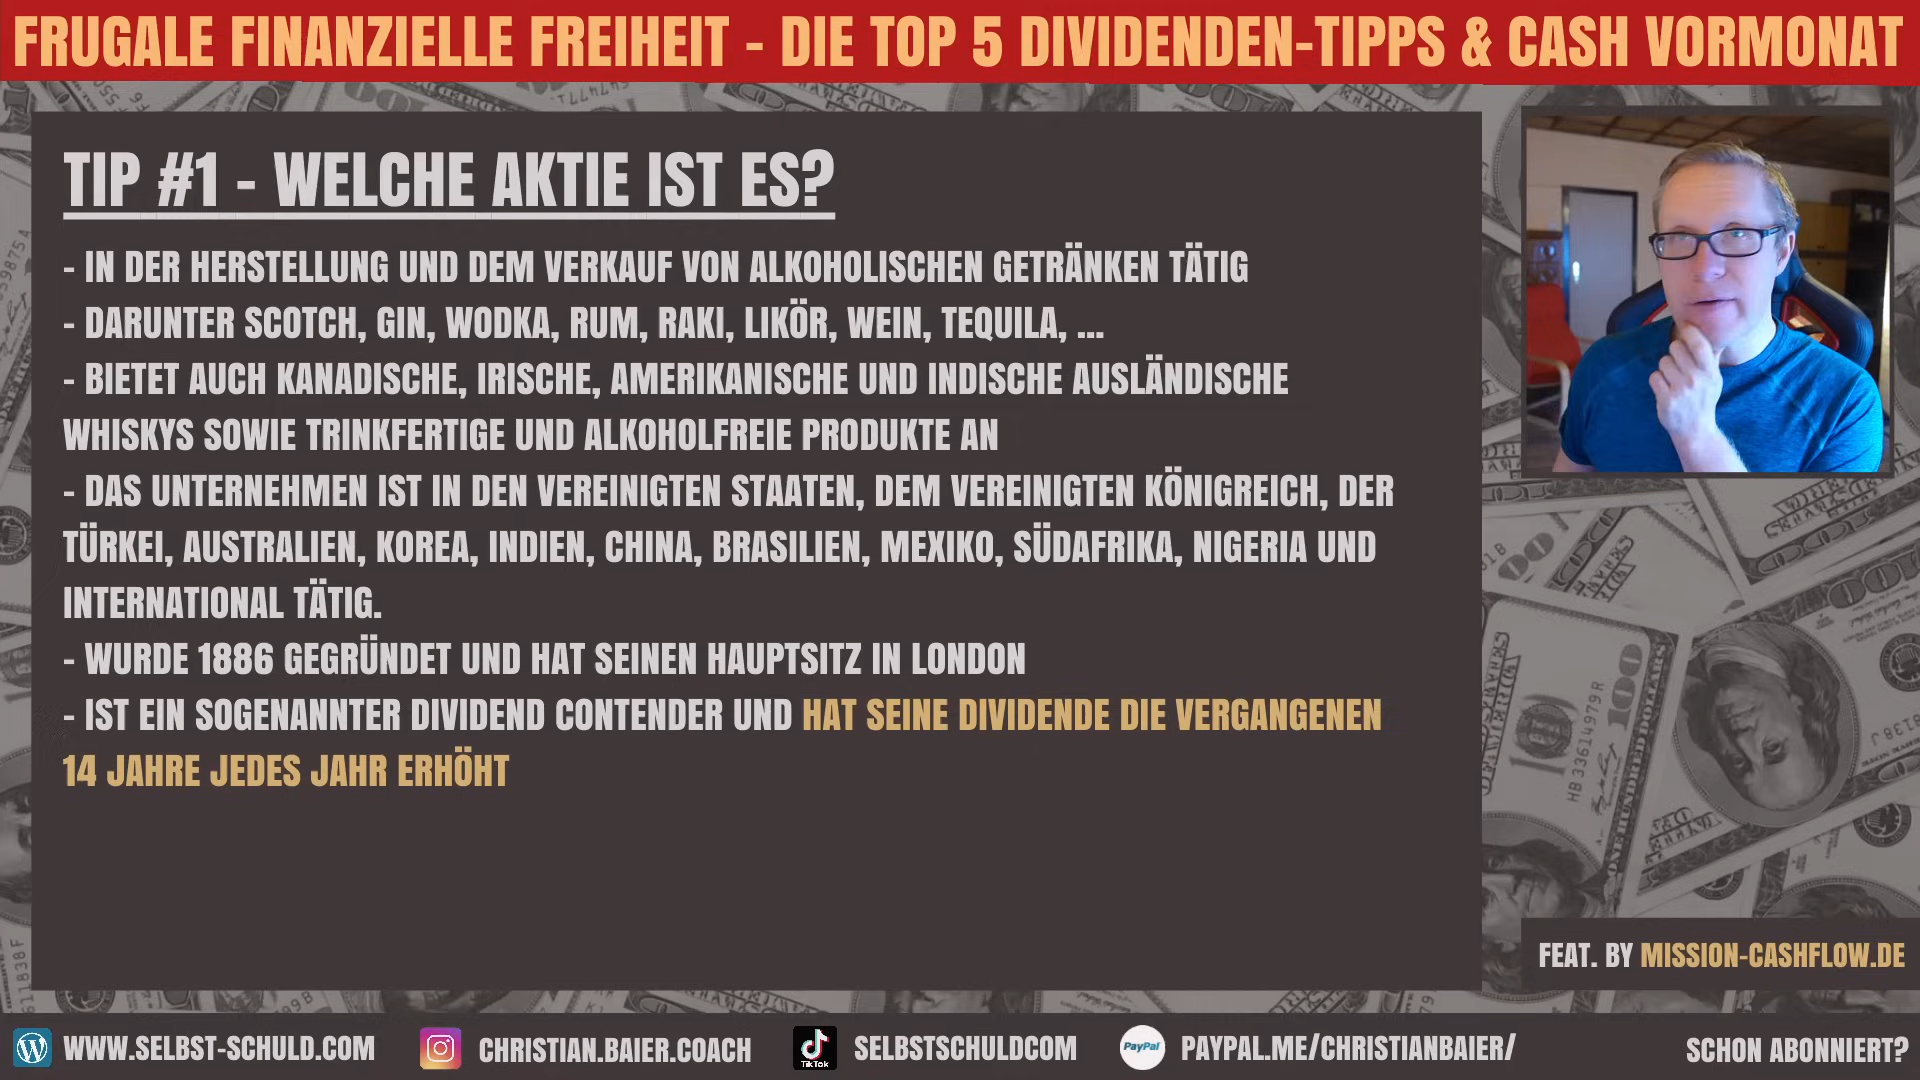 FRUGALE FINANZIELLE FREIHEIT - DIE TOP 5 DIVIDENDEN-TIPPS & CASH VORMONAT
TIP #1 - WELCHE AKTIE IST ES?
- IN DER HERSTELLUNG UND DEM VERKAUF VON ALKOHOLISCHEN GETRÄNKEN TÄTIG
- DARUNTER SCOTCH, GIN, WODKA, RUM, RAKI, LIKÖR, WEIN, TEQUILA, ...
- BIETET AUCH KANADISCHE, IRISCHE, AMERIKANISCHE UND INDISCHE AUSLÄNDISCHE
WHISKYS SOWIE TRINKFERTIGE UND ALKOHOLFREIE PRODUKTE AN
- DAS UNTERNEHMEN IST IN DEN VEREINIGTEN STAATEN, DEM VEREINIGTEN KÖNIGREICH, DER
TÜRKEI, AUSTRALIEN, KOREA, INDIEN, CHINA, BRASILIEN, MEXIKO, SÜDAFRIKA, NIGERIA UND
INTERNATIONAL TÄTIG.
- WURDE 1886 GEGRÜNDET UND HAT SEINEN HAUPTSITZ IN LONDON
- IST EIN SOGENANNTER DIVIDEND CONTENDER UND HAT SEINE DIVIDENDE DIE VERGANGENEN
14 JAHRE JEDES JAHR ERHÖHT
HB33614979R
100
FEAT. BY MISSION-CASHFLOW.DE
WWW.SELBST-SCHULD.COM
CHRISTIAN.BAIER.COACH
TikTok
SELBSTSCHULDCOM
PayPal
PAYPAL.ME/CHRISTIANBAIER/
SCHON ABONNIERT?